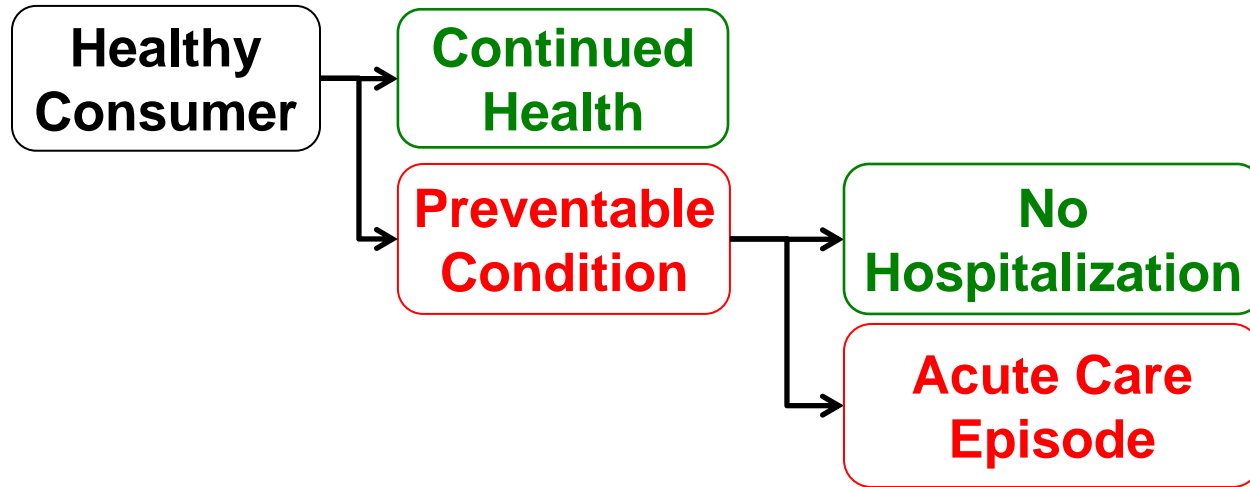 Healthy
Consumer
Continued
Health
Preventable
Condition
No
Hospitalization
Acute Care
Episode